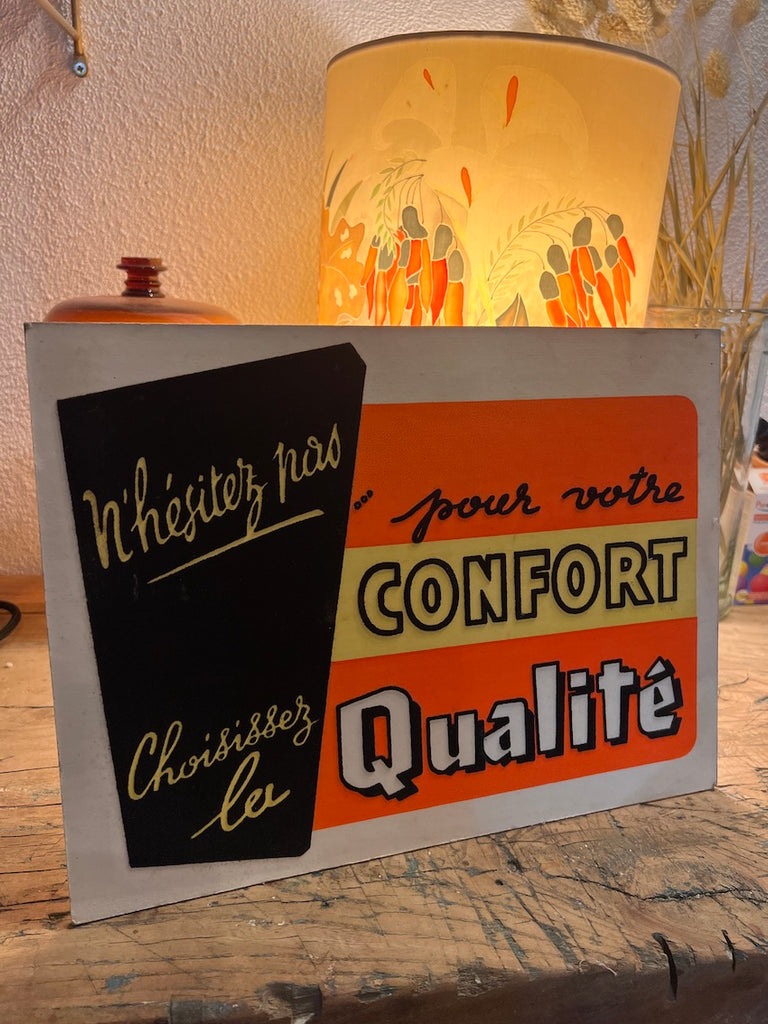 n'hésitez pas
... pour votre
CONFORT
Choisissez
la
Qualité